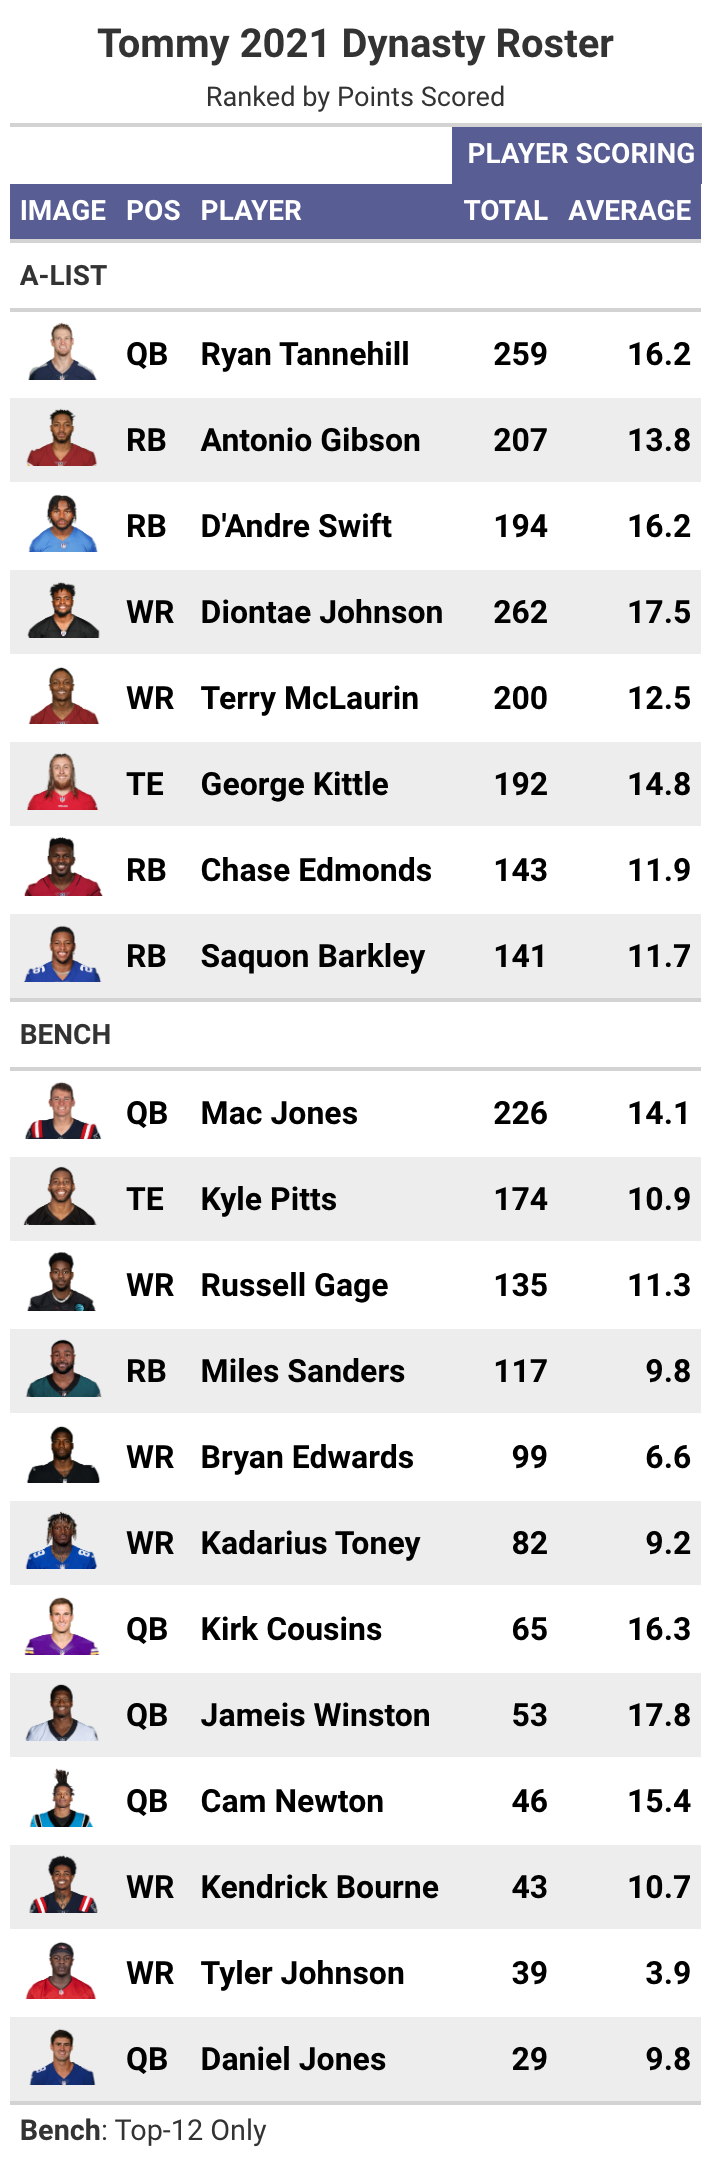 Tommy 2021 Dynasty Roster
Ranked by Points Scored
PLAYER SCORING
IMAGE POS PLAYER TOTAL AVERAGE
A-LIST
QB Ryan Tannehill 259 16.2
RB Antonio Gibson 207 13.8
RB D'Andre Swift 194 16.2
WR Diontae Johnson 262 17.5
WR Terry McLaurin 200 12.5
TE George Kittle 192 14.8
RB Chase Edmonds 143 11.9
RB Saquon Barkley 141 11.7
BENCH
QB Mac Jones 226 14.1
TE Kyle Pitts 174 10.9
WR Russell Gage 135 11.3
RB Miles Sanders 117 9.8
WR Bryan Edwards 99 6.6
WR Kadarius Toney 82 9.2
QB Kirk Cousins 65 16.3
QB Jameis Winston 53 17.8
QB Cam Newton 46 15.4
WR Kendrick Bourne 43 10.7
WR Tyler Johnson 39 3.9
QB Daniel Jones 29 9.8
Bench: Top-12 Only